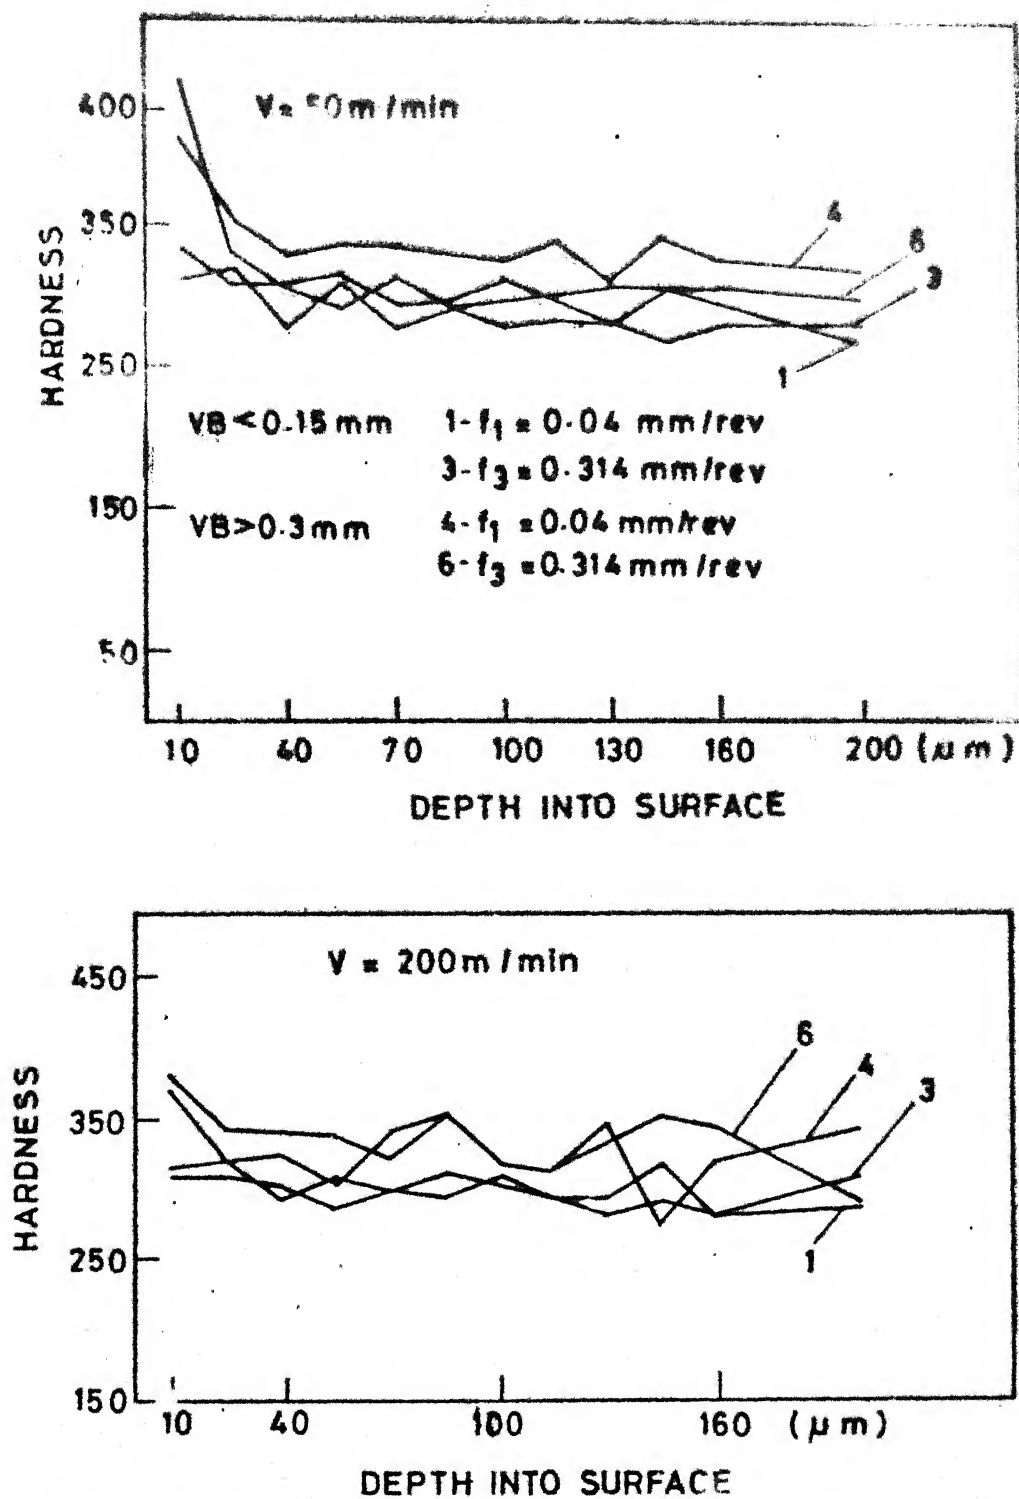 400
V = 50m/min
350
4
6
3
HARDNESS
250
1
VB<0.15mm 1-f1 = 0.04 mm/rev
3-f3 = 0.314 mm/rev
150
VB>0.3mm 4-f1 = 0.04 mm/rev
6-f3 = 0.314 mm/rev
50
10 40 70 100 130 160 200 (μm)
DEPTH INTO SURFACE
V = 200m/min
450
6
4
3
HARDNESS
350
250
1
150
10 40 100 160 (μm)
DEPTH INTO SURFACE